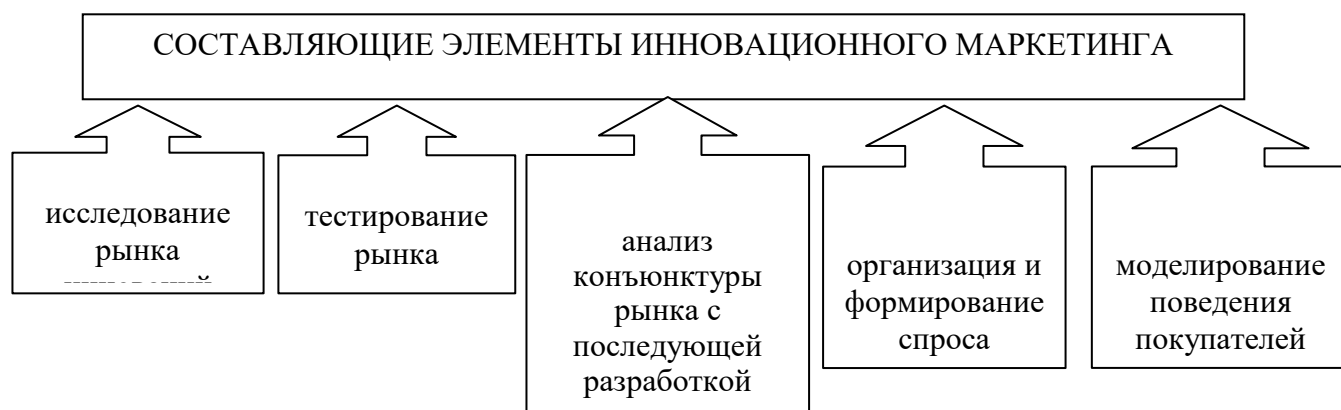 СОСТАВЛЯЮЩИЕ ЭЛЕМЕНТЫ ИННОВАЦИОННОГО МАРКЕТИНГА
исследование
рынка
тестирование
рынка
анализ
конъюнктуры
рынка с
последующей
разработкой
организация и
формирование
спроса
моделирование
поведения
покупателей